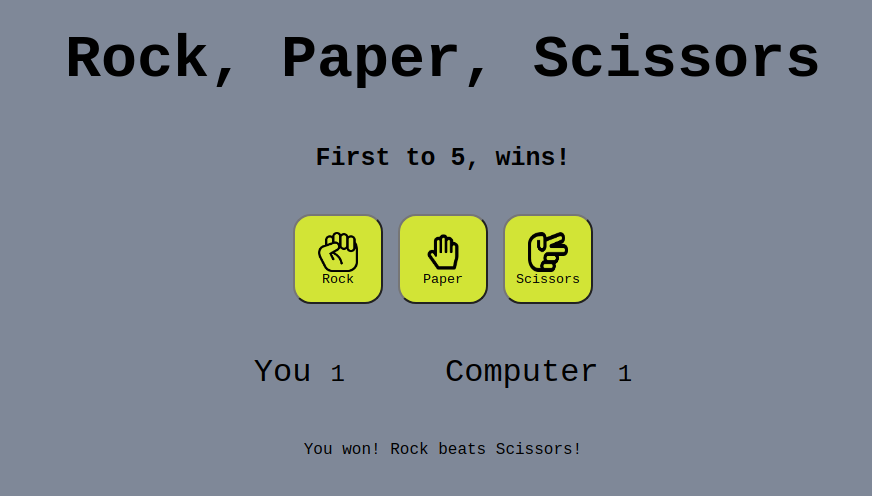 Rock, Paper, Scissors
First to 5, wins!
Rock Paper Scissors
You 1 Computer 1
You won! Rock beats Scissors!